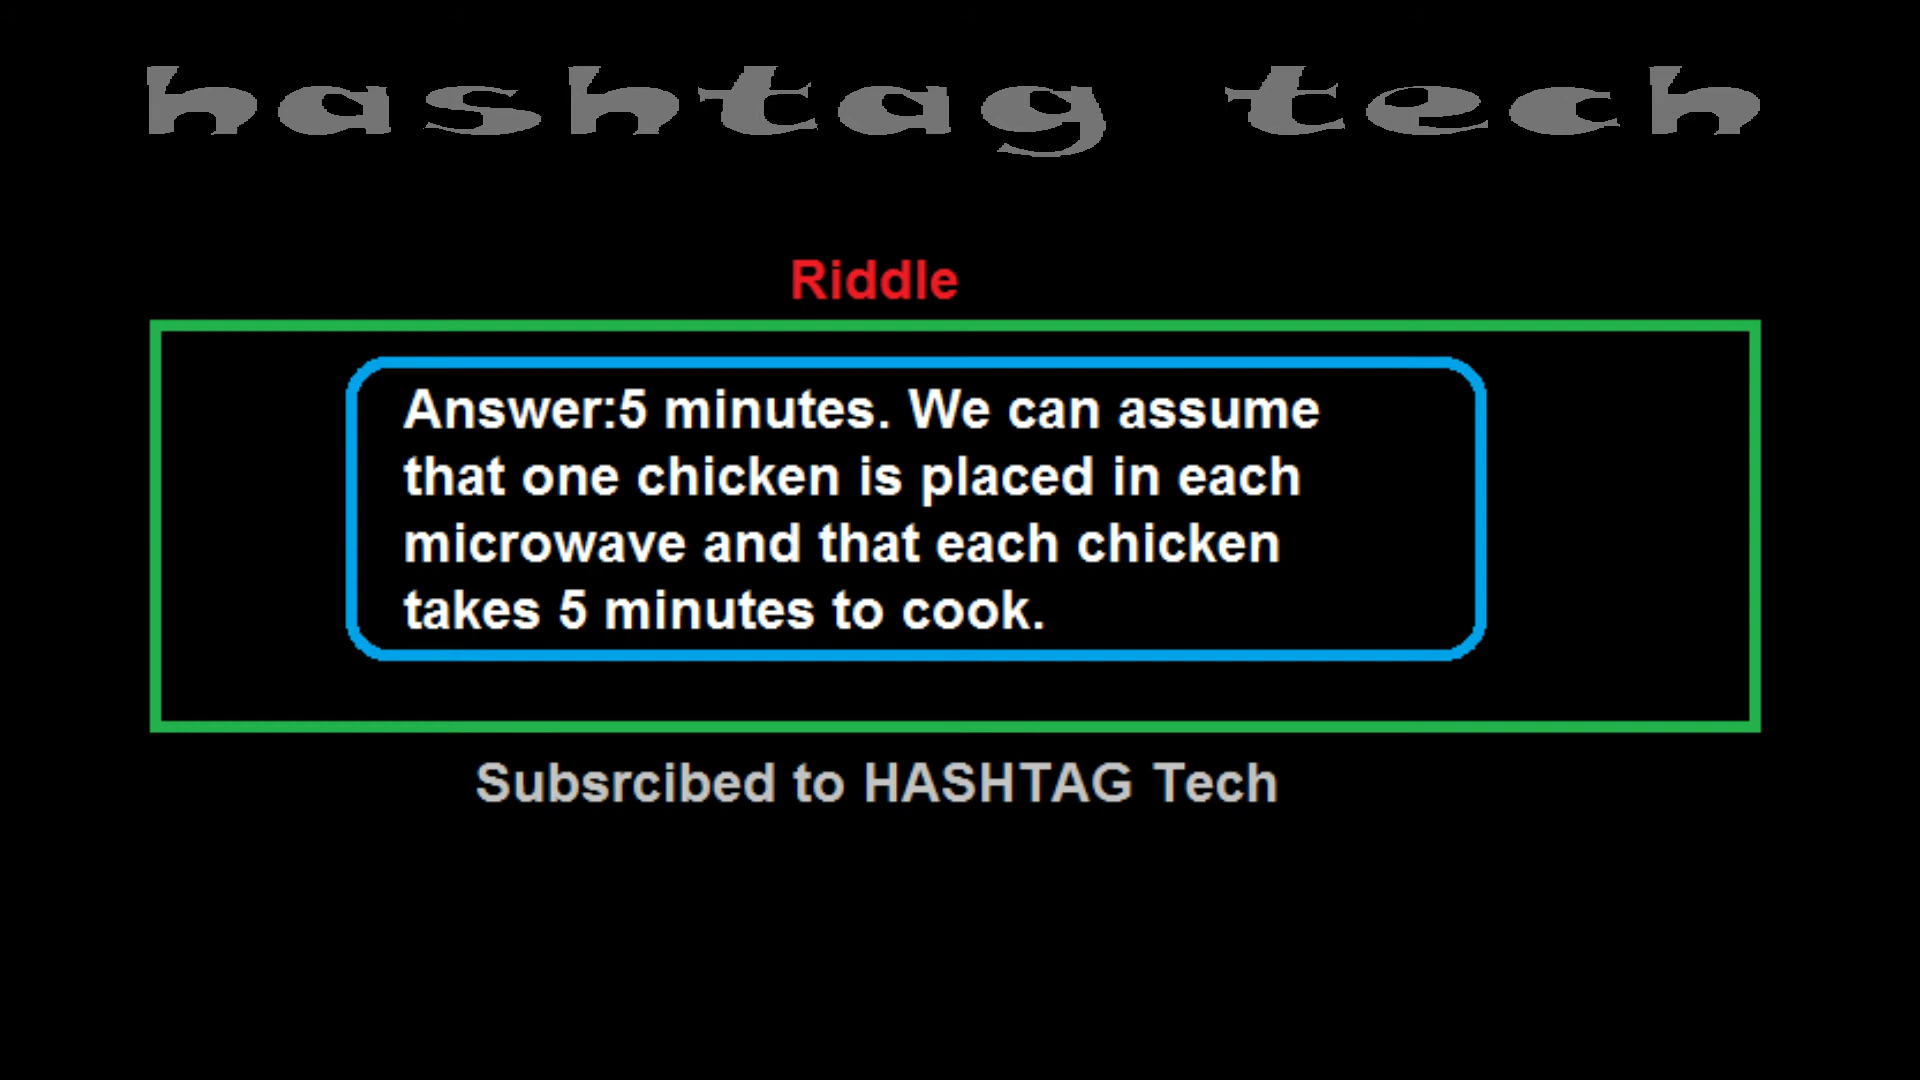 hashtag tech
Riddle
Answer:5 minutes. We can assume
that one chicken is placed in each
microwave and that each chicken
takes 5 minutes to cook.
Subsrcibed to HASHTAG Tech